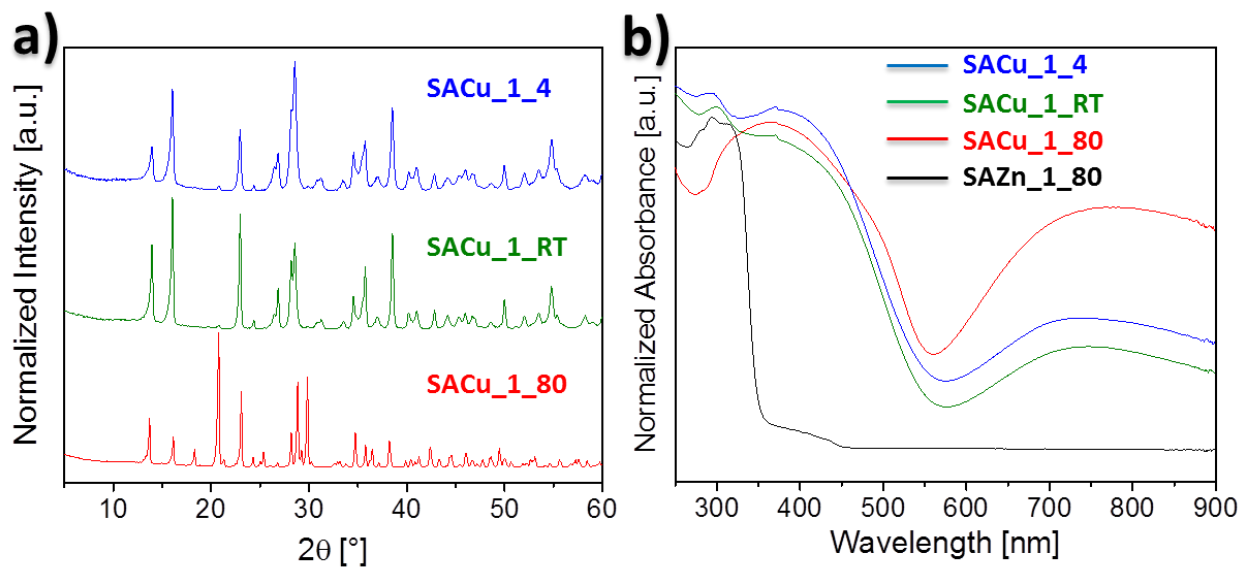 a)
SACu_1_4
SACu_1_RT
SACu_1_80
Normalized Intensity [a.u.]
10 20 30 40 50 60
2θ [°]
b)
SACu_1_4
SACu_1_RT
SACu_1_80
SAZn_1_80
Normalized Absorbance [a.u.]
300 400 500 600 700 800 900
Wavelength [nm]